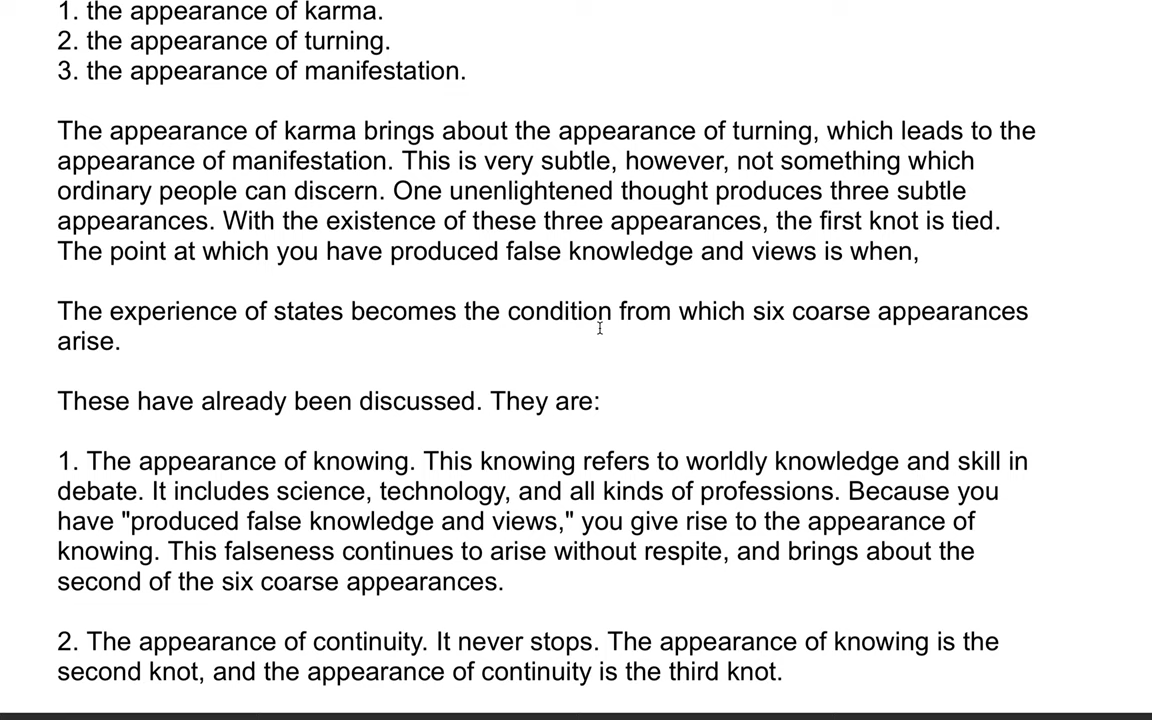 1. the appearance of karma.
2. the appearance of turning.
3. the appearance of manifestation.
The appearance of karma brings about the appearance of turning, which leads to the
appearance of manifestation. This is very subtle, however, not something which
ordinary people can discern. One unenlightened thought produces three subtle
appearances. With the existence of these three appearances, the first knot is tied.
The point at which you have produced false knowledge and views is when,
The experience of states becomes the condition from which six coarse appearances
arise.
These have already been discussed. They are:
1. The appearance of knowing. This knowing refers to worldly knowledge and skill in
debate. It includes science, technology, and all kinds of professions. Because you
have "produced false knowledge and views," you give rise to the appearance of
knowing. This falseness continues to arise without respite, and brings about the
second of the six coarse appearances.
2. The appearance of continuity. It never stops. The appearance of knowing is the
second knot, and the appearance of continuity is the third knot.